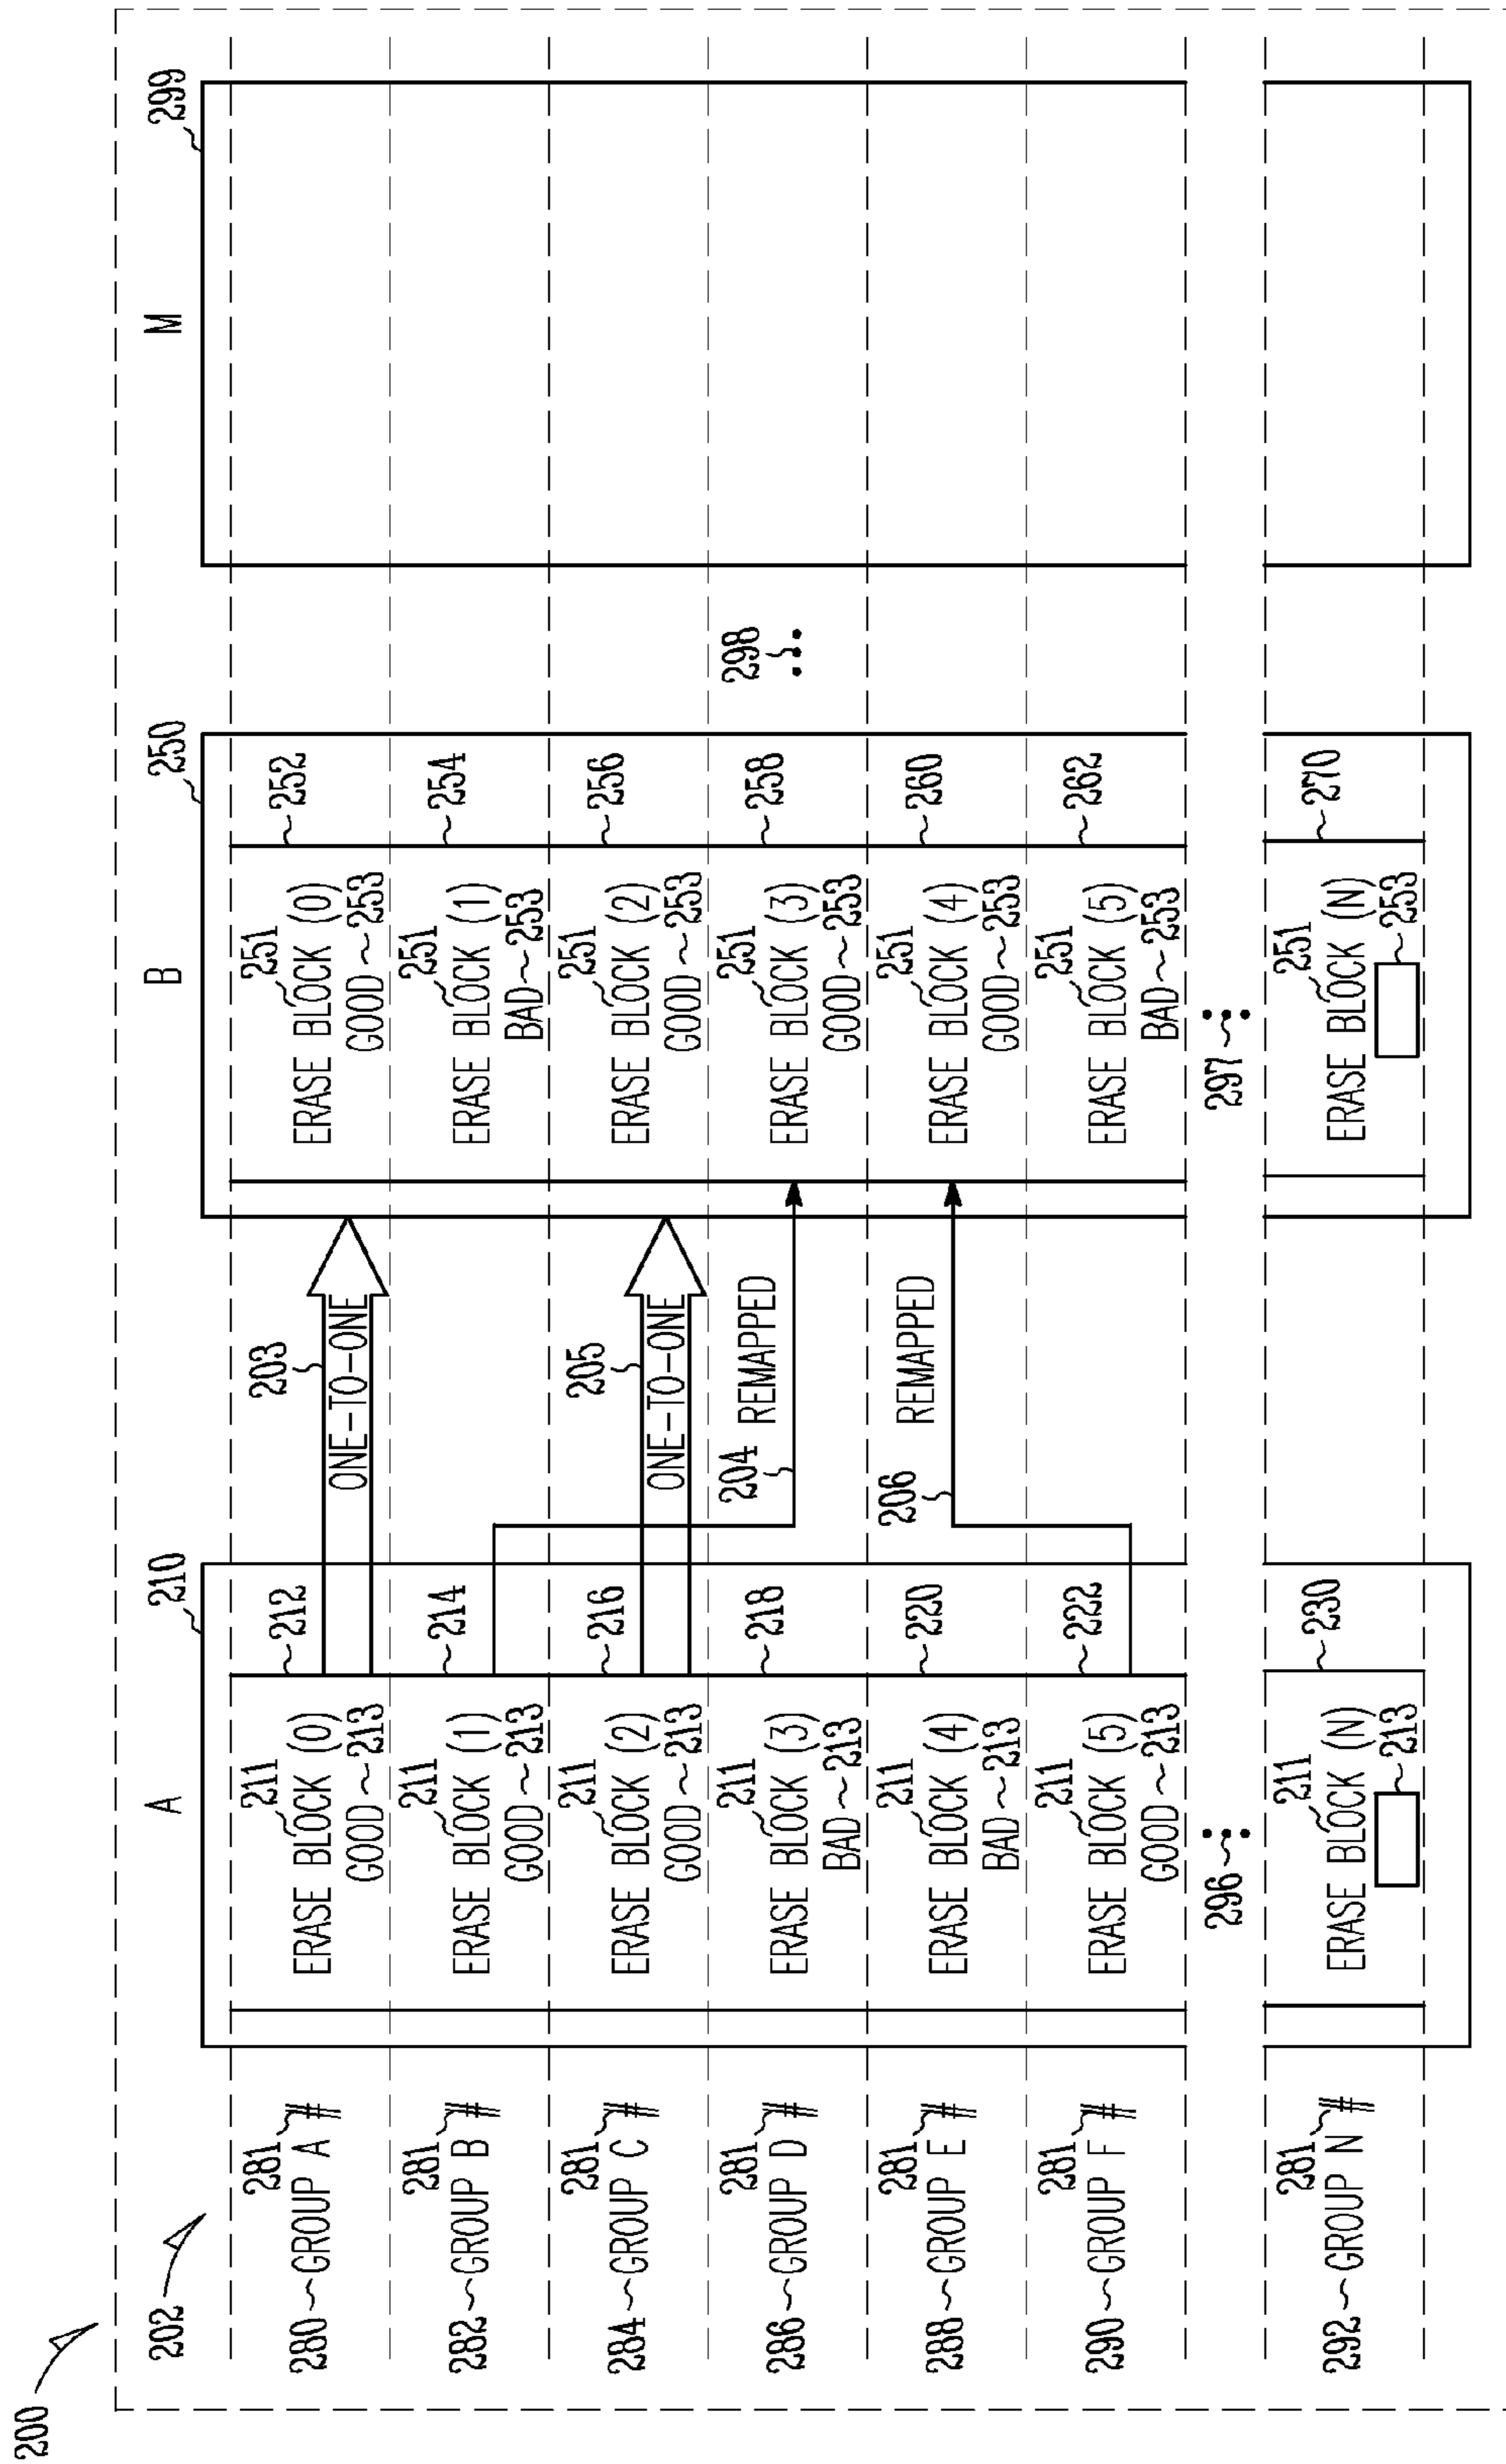 200
202
A
210
B
250
M
299
280 GROUP A #
281
ERASE BLOCK (0)
211
GOOD 213
212
203
ONE-TO-ONE
ERASE BLOCK (0)
251
GOOD 253
252
282 GROUP B #
281
ERASE BLOCK (1)
211
GOOD 213
214
ERASE BLOCK (1)
251
BAD 253
254
284 GROUP C #
281
ERASE BLOCK (2)
211
GOOD 213
216
205
ONE-TO-ONE
ERASE BLOCK (2)
251
GOOD 253
256
286 GROUP D #
281
ERASE BLOCK (3)
211
BAD 213
218
204 REMAPPED
ERASE BLOCK (3)
251
GOOD 253
258
298
288 GROUP E #
281
ERASE BLOCK (4)
211
BAD 213
220
206 REMAPPED
ERASE BLOCK (4)
251
GOOD 253
260
290 GROUP F #
281
ERASE BLOCK (5)
211
GOOD 213
222
ERASE BLOCK (5)
251
BAD 253
262
296
297
292 GROUP N #
281
ERASE BLOCK (N)
211
213
230
ERASE BLOCK (N)
251
253
270